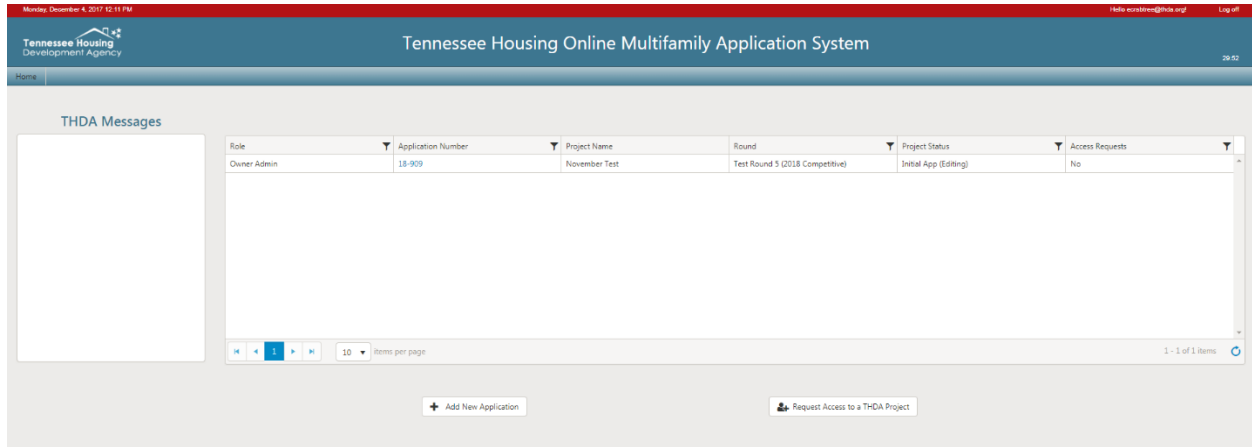 Monday, December 4, 2017 12:11 PM Hello ecrabtree@thda.org! Log off
Tennessee Housing
Development Agency
Tennessee Housing Online Multifamily Application System
29:52
Home
THDA Messages
Role Application Number Project Name Round Project Status Access Requests
Owner Admin 18-909 November Test Test Round 5 (2018 Competitive) Initial App (Editing) No
1 10 items per page 1 - 1 of 1 items
Add New Application Request Access to a THDA Project